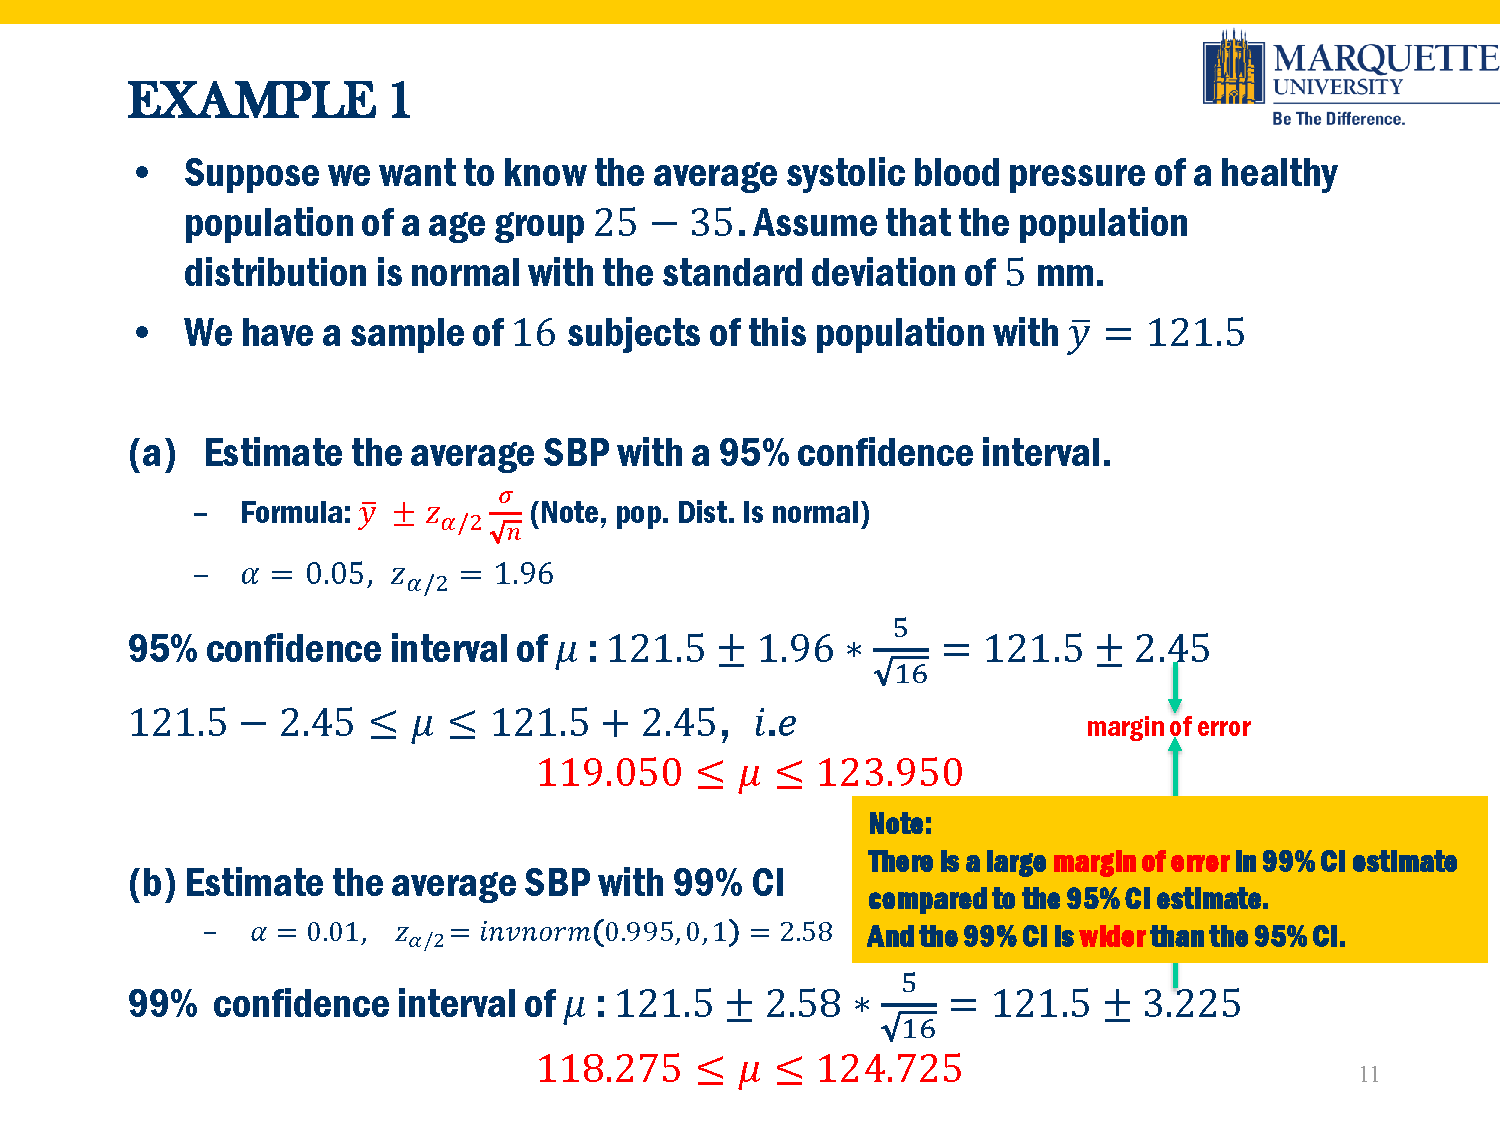 MARQUETTE
UNIVERSITY
Be The Difference.
EXAMPLE 1
• Suppose we want to know the average systolic blood pressure of a healthy
population of a age group 25 − 35. Assume that the population
distribution is normal with the standard deviation of 5 mm.
• We have a sample of 16 subjects of this population with ȳ = 121.5
(a) Estimate the average SBP with a 95% confidence interval.
– Formula: ȳ ± z_{α/2} σ/√n (Note, pop. Dist. Is normal)
– α = 0.05, z_{α/2} = 1.96
95% confidence interval of μ : 121.5 ± 1.96 ∗ 5/√16 = 121.5 ± 2.45
121.5 − 2.45 ≤ μ ≤ 121.5 + 2.45, i.e
margin of error
119.050 ≤ μ ≤ 123.950
Note:
There is a large margin of error in 99% CI estimate
compared to the 95% CI estimate.
And the 99% CI is wider than the 95% CI.
(b) Estimate the average SBP with 99% CI
– α = 0.01, z_{α/2} = invnorm(0.995,0,1) = 2.58
99% confidence interval of μ : 121.5 ± 2.58 ∗ 5/√16 = 121.5 ± 3.225
118.275 ≤ μ ≤ 124.725
11